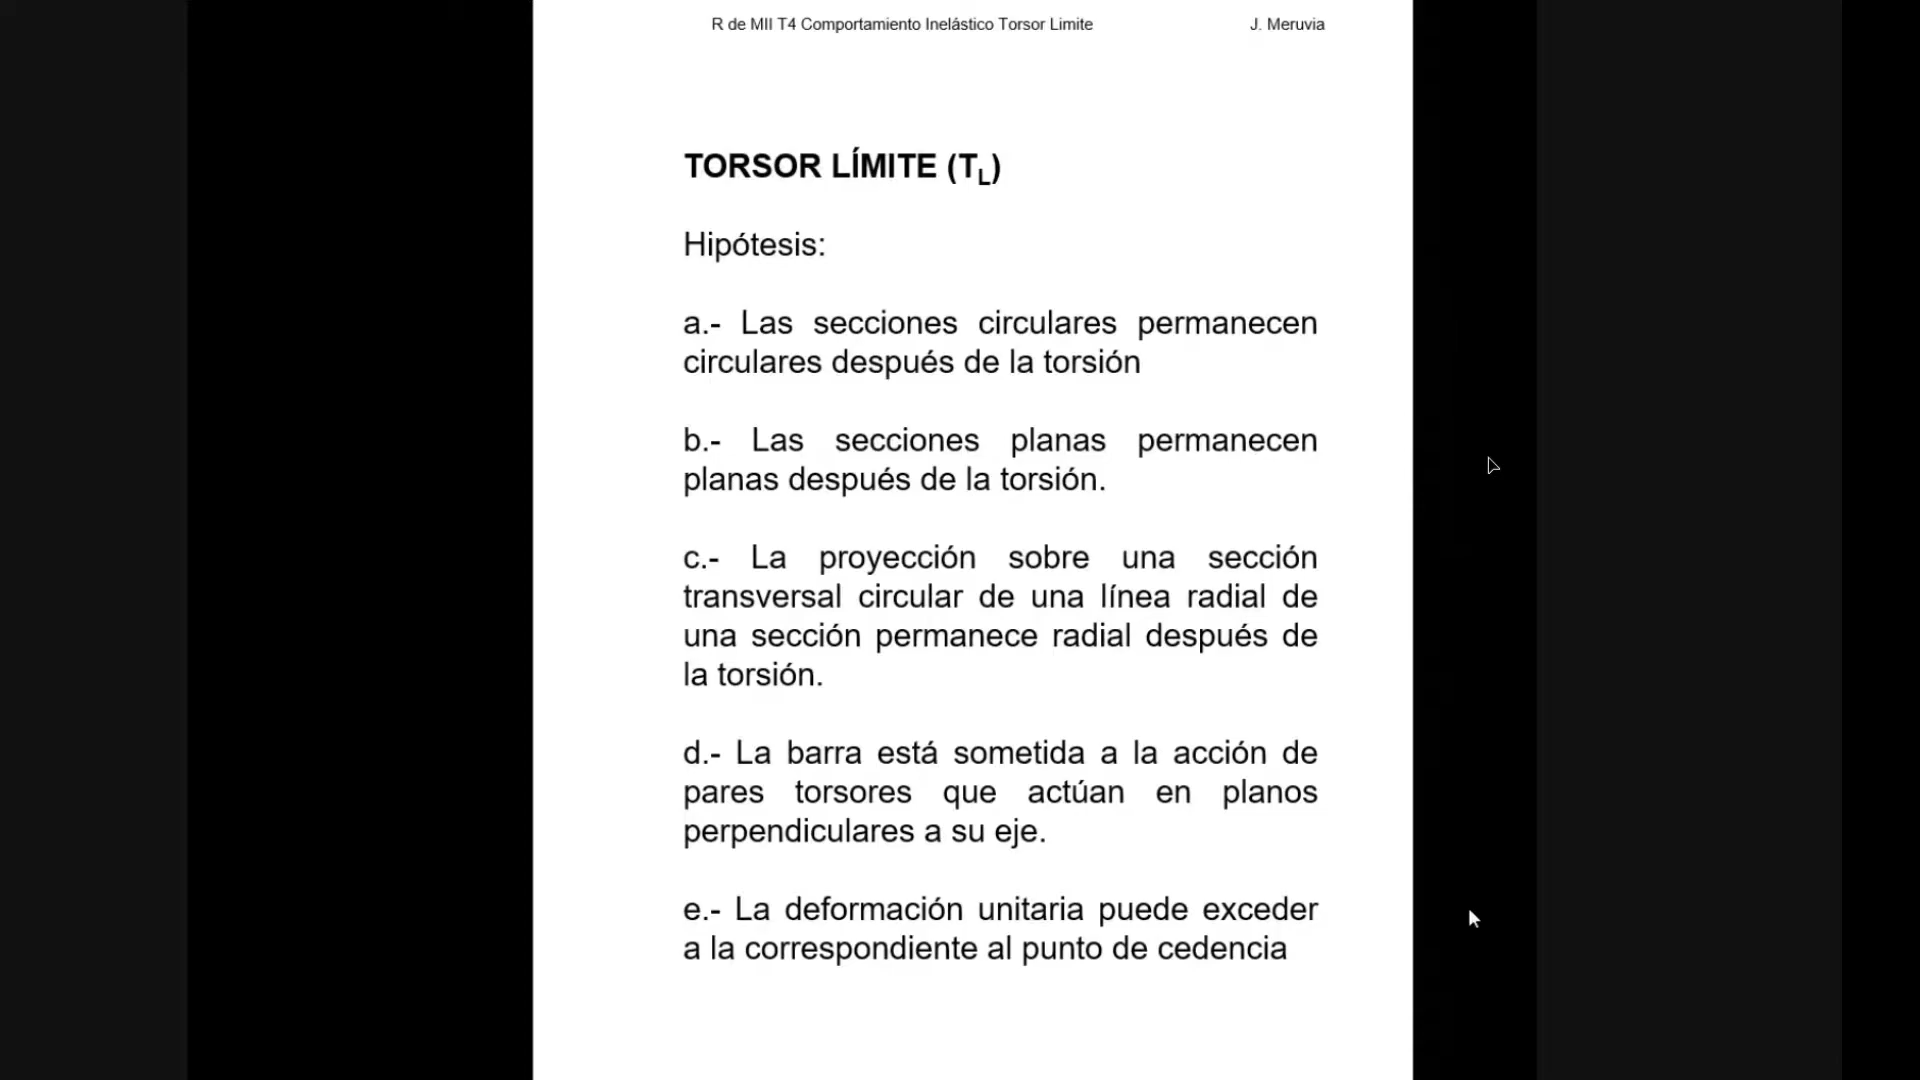 R de MII T4 Comportamiento Inelástico Torsor Limite J. Meruvia
TORSOR LÍMITE (TL)
Hipótesis:
a.- Las secciones circulares permanecen
circulares después de la torsión
b.- Las secciones planas permanecen
planas después de la torsión.
c.- La proyección sobre una sección
transversal circular de una línea radial de
una sección permanece radial después de
la torsión.
d.- La barra está sometida a la acción de
pares torsores que actúan en planos
perpendiculares a su eje.
e.- La deformación unitaria puede exceder
a la correspondiente al punto de cedencia